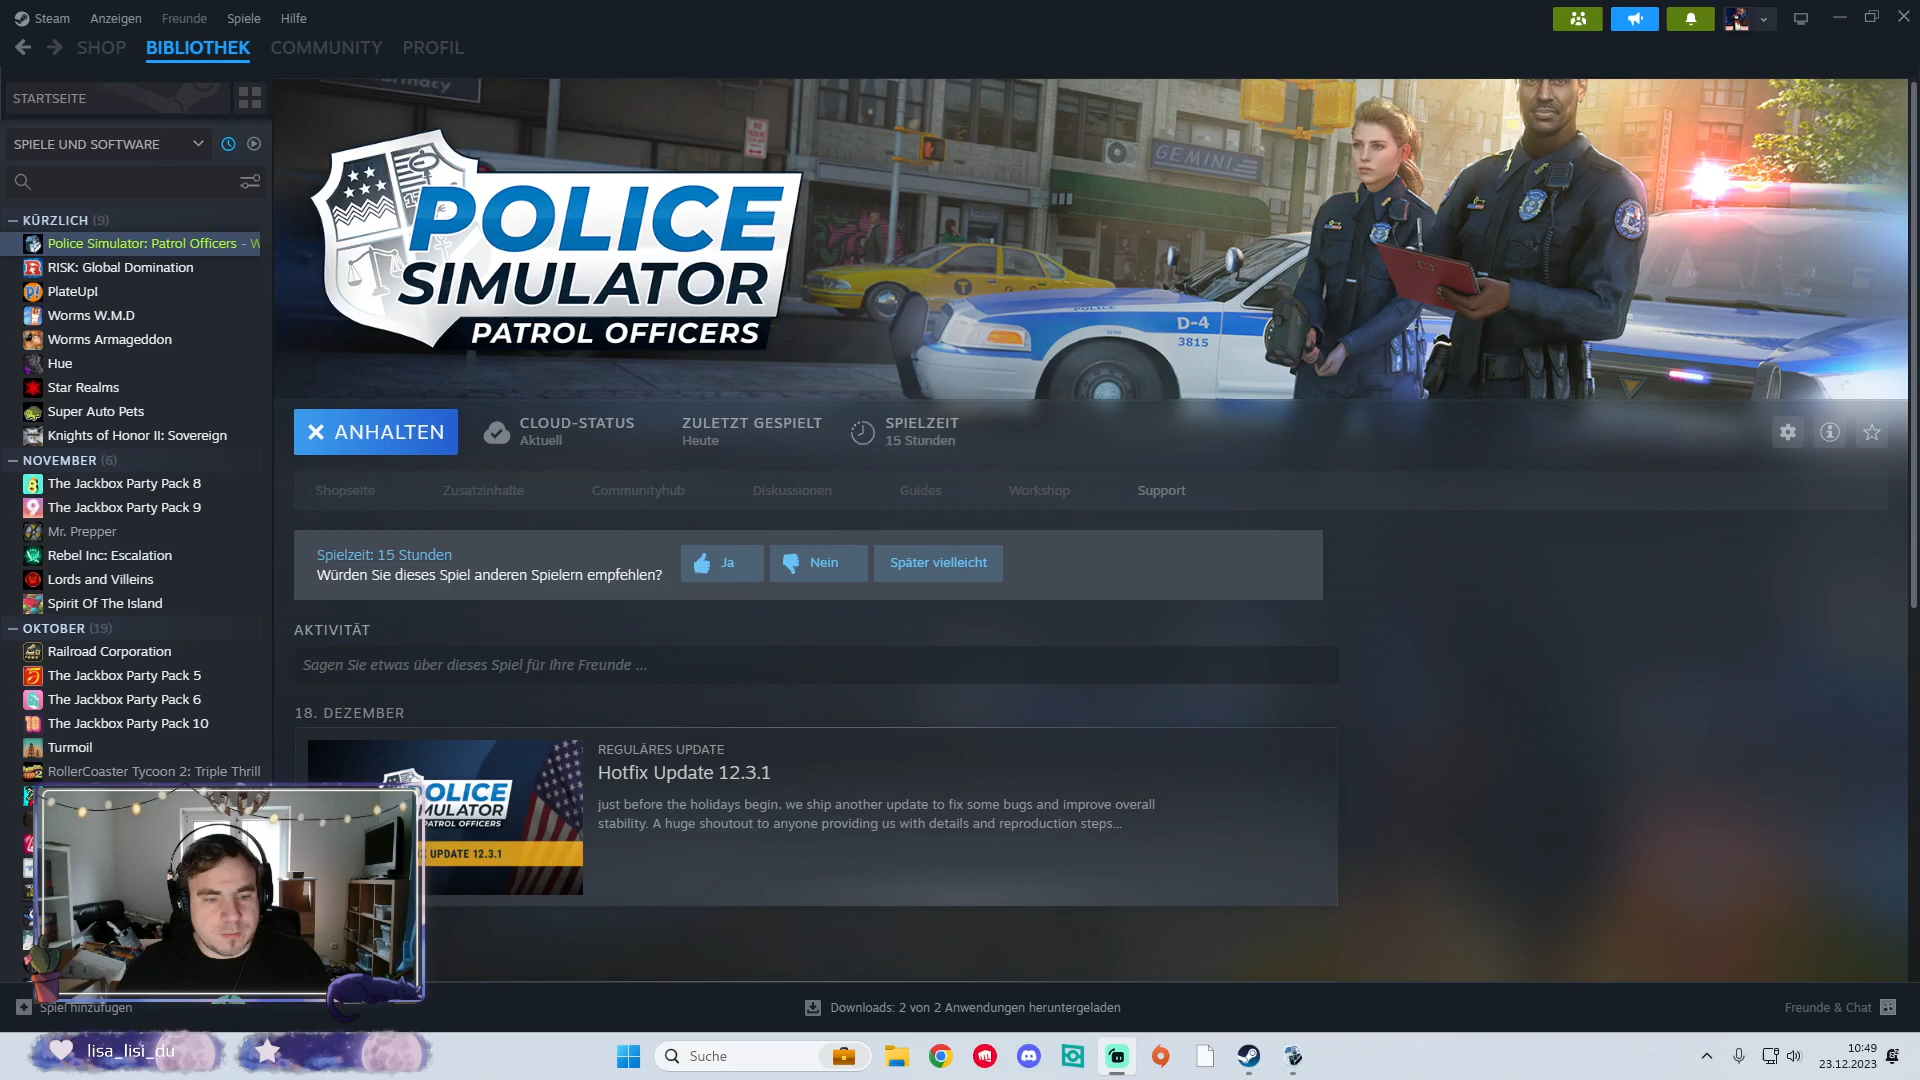 Steam Anzeigen Freunde Spiele Hilfe
SHOP BIBLIOTHEK COMMUNITY PROFIL
STARTSEITE
SPIELE UND SOFTWARE
KÜRZLICH (9)
Police Simulator: Patrol Officers - W
RISK: Global Domination
PlateUp!
Worms W.M.D
Worms Armageddon
Hue
Star Realms
Super Auto Pets
Knights of Honor II: Sovereign
NOVEMBER (6)
The Jackbox Party Pack 8
The Jackbox Party Pack 9
Mr. Prepper
Rebel Inc: Escalation
Lords and Villeins
Spirit Of The Island
OKTOBER (19)
Railroad Corporation
The Jackbox Party Pack 5
The Jackbox Party Pack 6
The Jackbox Party Pack 10
Turmoil
RollerCoaster Tycoon 2: Triple Thrill
GEMINI
POLICE
SIMULATOR
PATROL OFFICERS
POLICE
D-4
3815
ANHALTEN
CLOUD-STATUS
Aktuell
ZULETZT GESPIELT
Heute
SPIELZEIT
15 Stunden
Shopseite Zusatzinhalte Communityhub Diskussionen Guides Workshop Support
Spielzeit: 15 Stunden
Würden Sie dieses Spiel anderen Spielern empfehlen?
Ja Nein Später vielleicht
AKTIVITÄT
Sagen Sie etwas über dieses Spiel für Ihre Freunde ...
18. DEZEMBER
OLICE
MULATOR
PATROL OFFICERS
UPDATE 12.3.1
REGULÄRES UPDATE
Hotfix Update 12.3.1
just before the holidays begin, we ship another update to fix some bugs and improve overall
stability. A huge shoutout to anyone providing us with details and reproduction steps...
Spiel hinzufügen
Downloads: 2 von 2 Anwendungen heruntergeladen
Freunde & Chat
lisa_lisi_du
Suche
10:49
23.12.2023